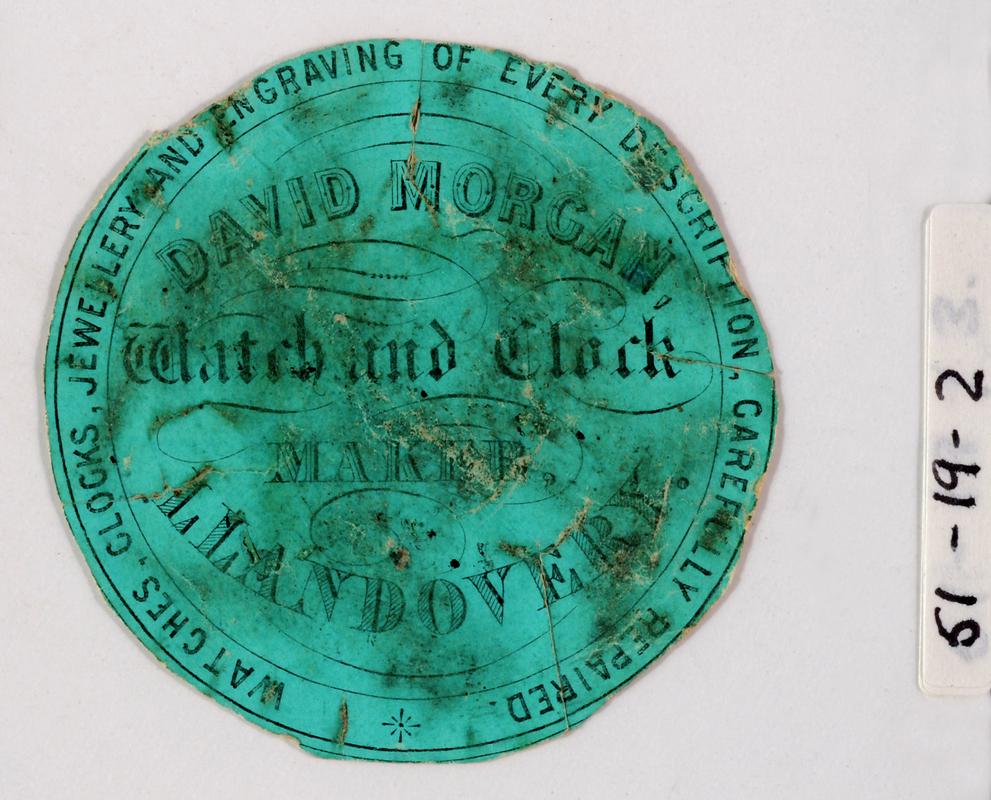 WATCHES, CLOCKS, JEWELLERY AND ENGRAVING OF EVERY DESCRIPTION, CAREFULLY REPAIRED.
DAVID MORGAN,
Watch and Clock
MAKER,
LLANDOVERY.
51-19-2
3.